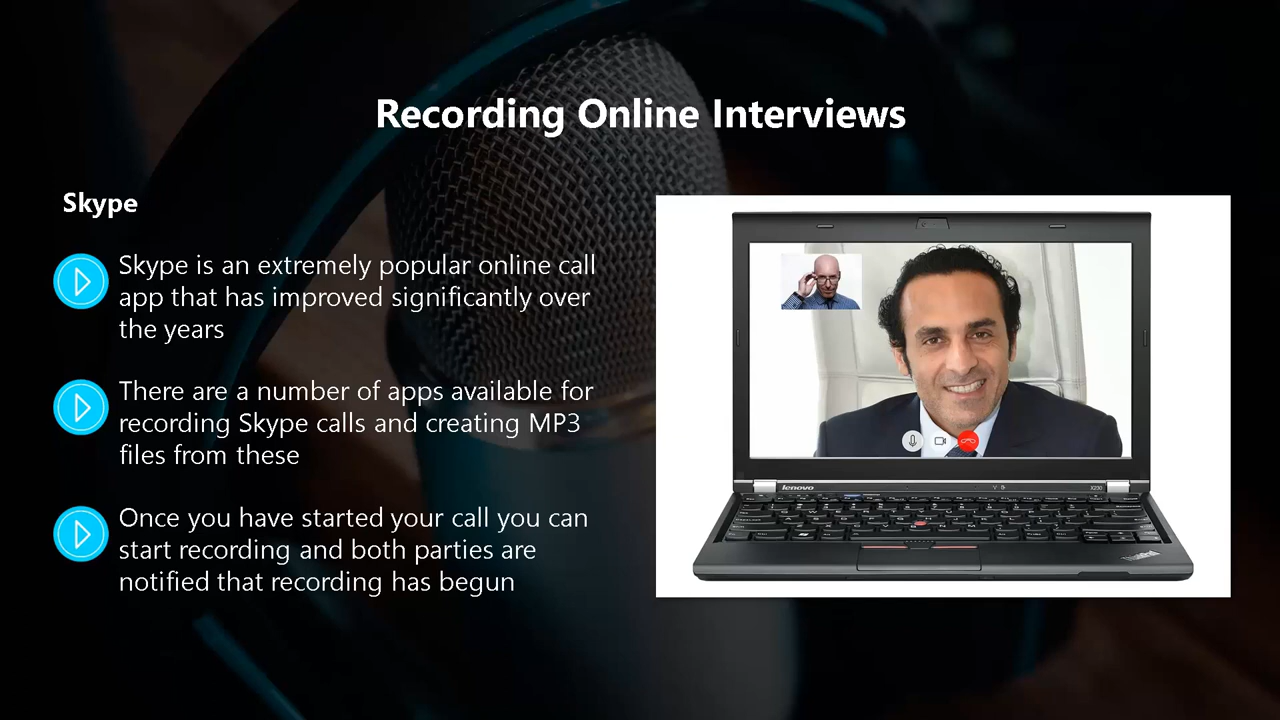 Recording Online Interviews
Skype
Skype is an extremely popular online call
app that has improved significantly over
the years
There are a number of apps available for
recording Skype calls and creating MP3
files from these
Once you have started your call you can
start recording and both parties are
notified that recording has begun
lenovo
X230
ThinkPad